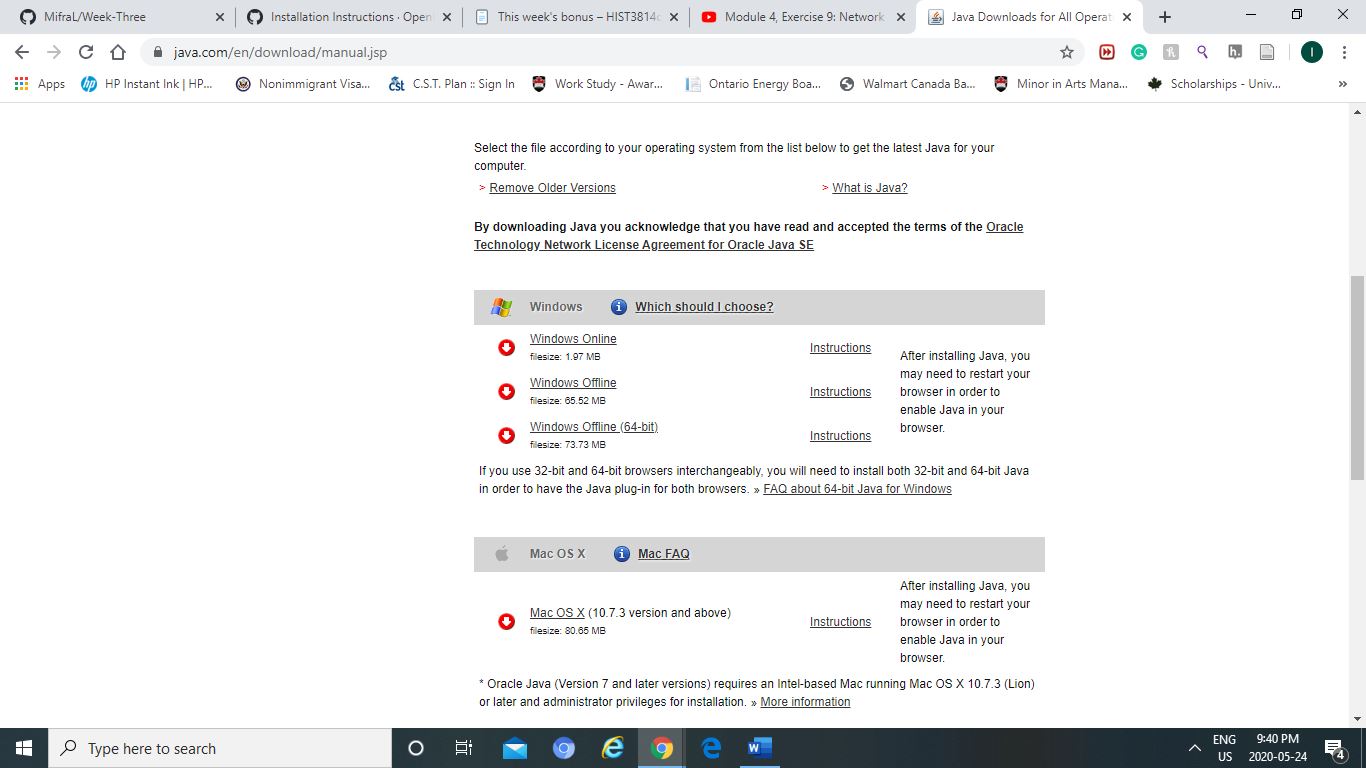 MifraL/Week-Three
Installation Instructions · Open
This week's bonus – HIST3814
Module 4, Exercise 9: Network
Java Downloads for All Operat
java.com/en/download/manual.jsp
Apps
HP Instant Ink | HP...
Nonimmigrant Visa...
C.S.T. Plan :: Sign In
Work Study - Awar...
Ontario Energy Boa...
Walmart Canada Ba...
Minor in Arts Mana...
Scholarships - Univ...
»
Select the file according to your operating system from the list below to get the latest Java for your
computer.
> Remove Older Versions
> What is Java?
By downloading Java you acknowledge that you have read and accepted the terms of the Oracle
Technology Network License Agreement for Oracle Java SE
Windows
Which should I choose?
Windows Online
filesize: 1.97 MB
Instructions
Windows Offline
filesize: 65.52 MB
Instructions
Windows Offline (64-bit)
filesize: 73.73 MB
Instructions
After installing Java, you
may need to restart your
browser in order to
enable Java in your
browser.
If you use 32-bit and 64-bit browsers interchangeably, you will need to install both 32-bit and 64-bit Java
in order to have the Java plug-in for both browsers. » FAQ about 64-bit Java for Windows
Mac OS X
Mac FAQ
Mac OS X (10.7.3 version and above)
filesize: 80.65 MB
Instructions
After installing Java, you
may need to restart your
browser in order to
enable Java in your
browser.
* Oracle Java (Version 7 and later versions) requires an Intel-based Mac running Mac OS X 10.7.3 (Lion)
or later and administrator privileges for installation. » More information
Type here to search
ENG
US
9:40 PM
2020-05-24
4